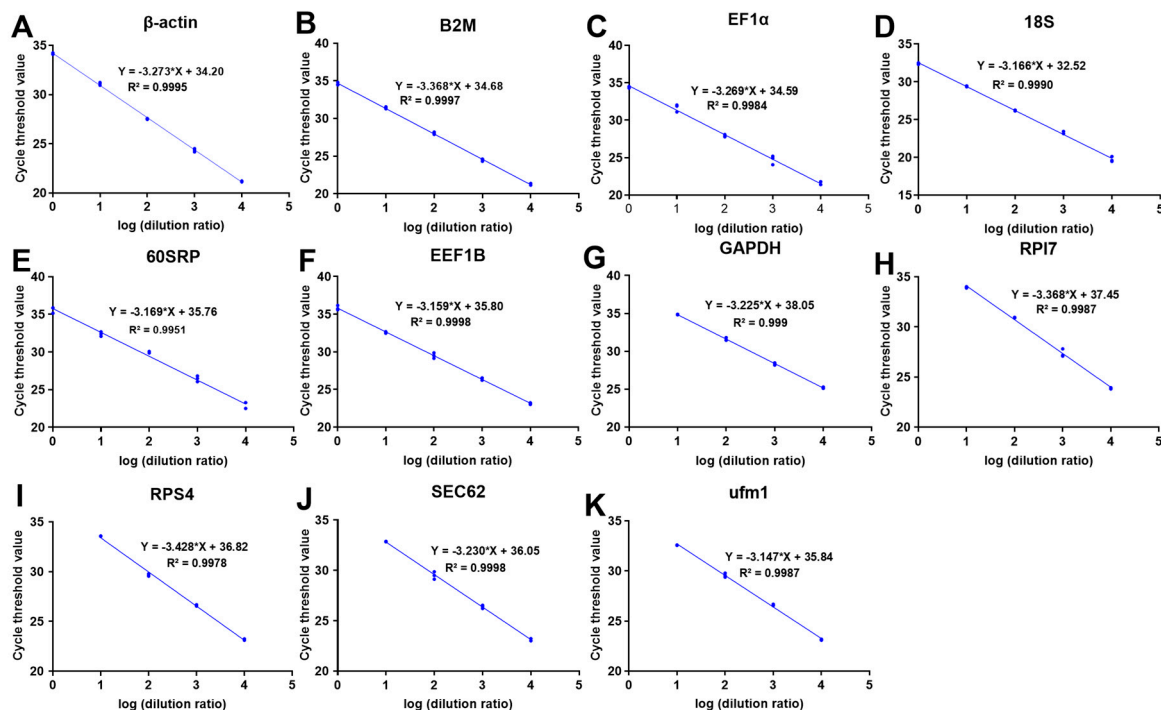 A
β-actin
Cycle threshold value
35
30
25
20
Y = -3.273*X + 34.20
R² = 0.9995
0 1 2 3 4 5
log (dilution ratio)
B
B2M
Cycle threshold value
40
35
30
25
20
Y = -3.368*X + 34.68
R² = 0.9997
0 1 2 3 4 5
log (dilution ratio)
C
EF1α
Cycle threshold value
40
35
30
25
20
Y = -3.269*X + 34.59
R² = 0.9984
0 1 2 3 4 5
log (dilution ratio)
D
18S
Cycle threshold value
35
30
25
20
15
Y = -3.166*X + 32.52
R² = 0.9990
0 1 2 3 4 5
log (dilution ratio)
E
60SRP
Cycle threshold value
40
35
30
25
20
Y = -3.169*X + 35.76
R² = 0.9951
0 1 2 3 4 5
log (dilution ratio)
F
EEF1B
Cycle threshold value
40
35
30
25
20
Y = -3.159*X + 35.80
R² = 0.9998
0 1 2 3 4 5
log (dilution ratio)
G
GAPDH
Cycle threshold value
40
35
30
25
20
Y = -3.225*X + 38.05
R² = 0.999
0 1 2 3 4 5
log (dilution ratio)
H
RPl7
Cycle threshold value
35
30
25
20
Y = -3.368*X + 37.45
R² = 0.9987
0 1 2 3 4 5
log (dilution ratio)
I
RPS4
Cycle threshold value
35
30
25
20
Y = -3.428*X + 36.82
R² = 0.9978
0 1 2 3 4 5
log (dilution ratio)
J
SEC62
Cycle threshold value
35
30
25
20
Y = -3.230*X + 36.05
R² = 0.9998
0 1 2 3 4 5
log (dilution ratio)
K
ufm1
Cycle threshold value
35
30
25
20
Y = -3.147*X + 35.84
R² = 0.9987
0 1 2 3 4 5
log (dilution ratio)